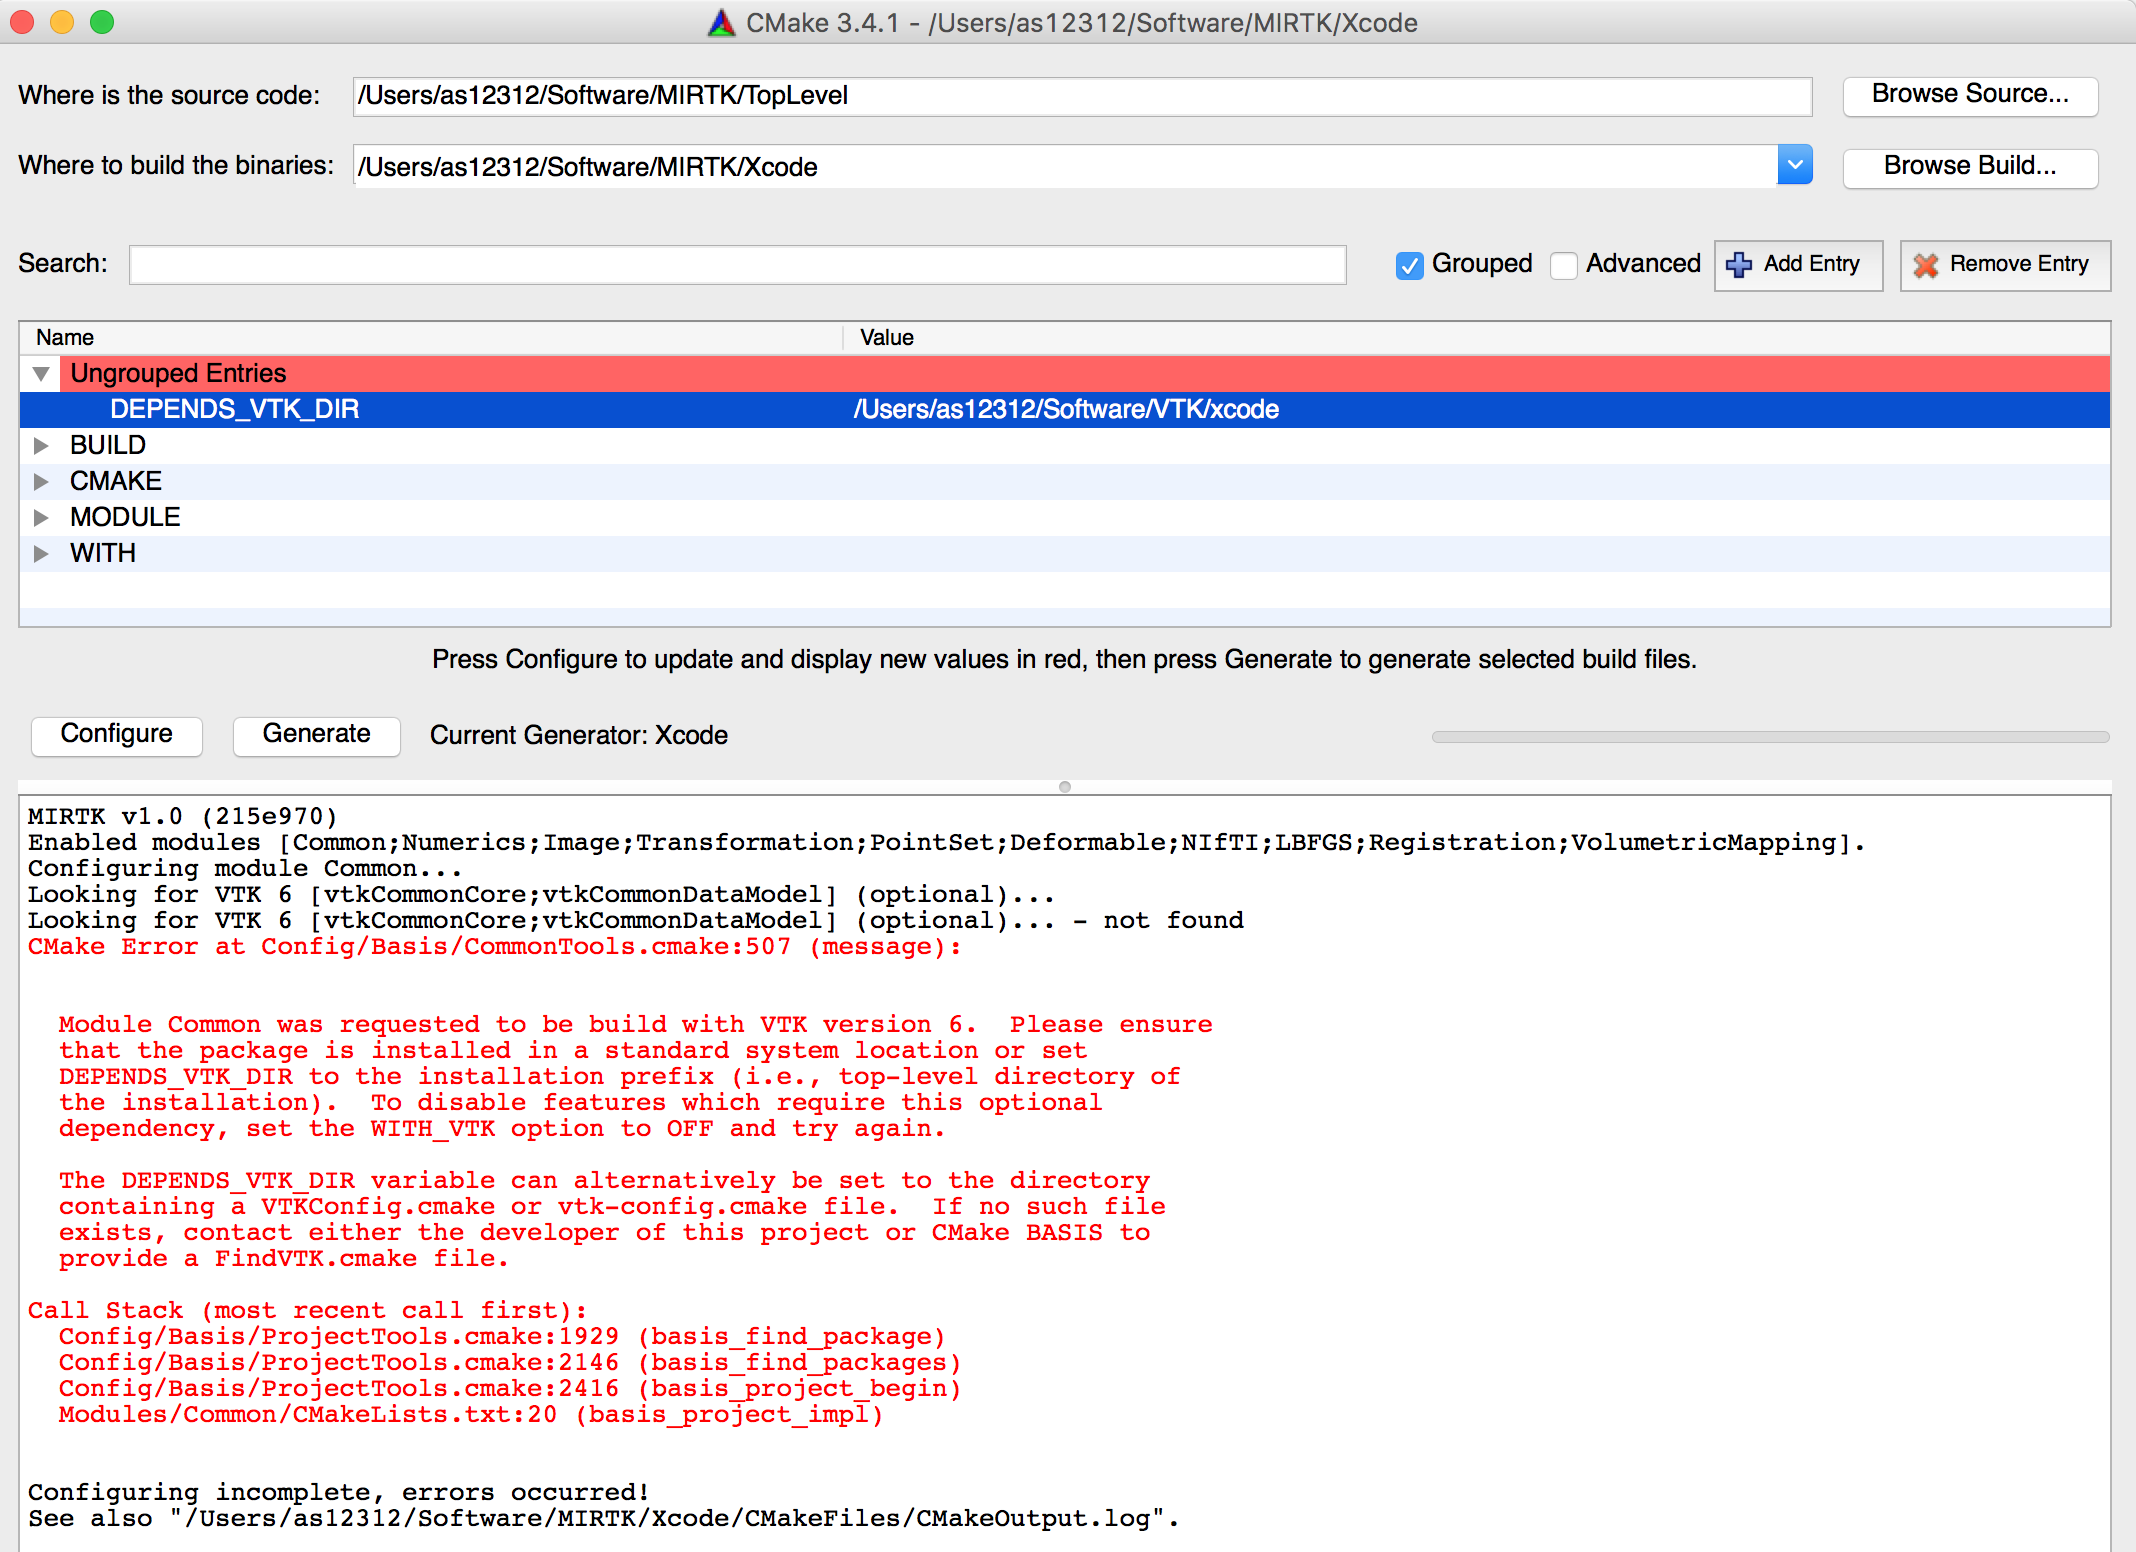 CMake 3.4.1 - /Users/as12312/Software/MIRTK/Xcode
Where is the source code: /Users/as12312/Software/MIRTK/TopLevel Browse Source...
Where to build the binaries: /Users/as12312/Software/MIRTK/Xcode Browse Build...
Search: Grouped Advanced Add Entry Remove Entry
Name Value
Ungrouped Entries
DEPENDS_VTK_DIR /Users/as12312/Software/VTK/xcode
BUILD
CMAKE
MODULE
WITH
Press Configure to update and display new values in red, then press Generate to generate selected build files.
Configure Generate Current Generator: Xcode
MIRTK v1.0 (215e970)
Enabled modules [Common;Numerics;Image;Transformation;PointSet;Deformable;NIfTI;LBFGS;Registration;VolumetricMapping].
Configuring module Common...
Looking for VTK 6 [vtkCommonCore;vtkCommonDataModel] (optional)...
Looking for VTK 6 [vtkCommonCore;vtkCommonDataModel] (optional)... - not found
CMake Error at Config/Basis/CommonTools.cmake:507 (message):
Module Common was requested to be build with VTK version 6.  Please ensure
that the package is installed in a standard system location or set
DEPENDS_VTK_DIR to the installation prefix (i.e., top-level directory of
the installation).  To disable features which require this optional
dependency, set the WITH_VTK option to OFF and try again.
The DEPENDS_VTK_DIR variable can alternatively be set to the directory
containing a VTKConfig.cmake or vtk-config.cmake file.  If no such file
exists, contact either the developer of this project or CMake BASIS to
provide a FindVTK.cmake file.
Call Stack (most recent call first):
Config/Basis/ProjectTools.cmake:1929 (basis_find_package)
Config/Basis/ProjectTools.cmake:2146 (basis_find_packages)
Config/Basis/ProjectTools.cmake:2416 (basis_project_begin)
Modules/Common/CMakeLists.txt:20 (basis_project_impl)
Configuring incomplete, errors occurred!
See also "/Users/as12312/Software/MIRTK/Xcode/CMakeFiles/CMakeOutput.log".